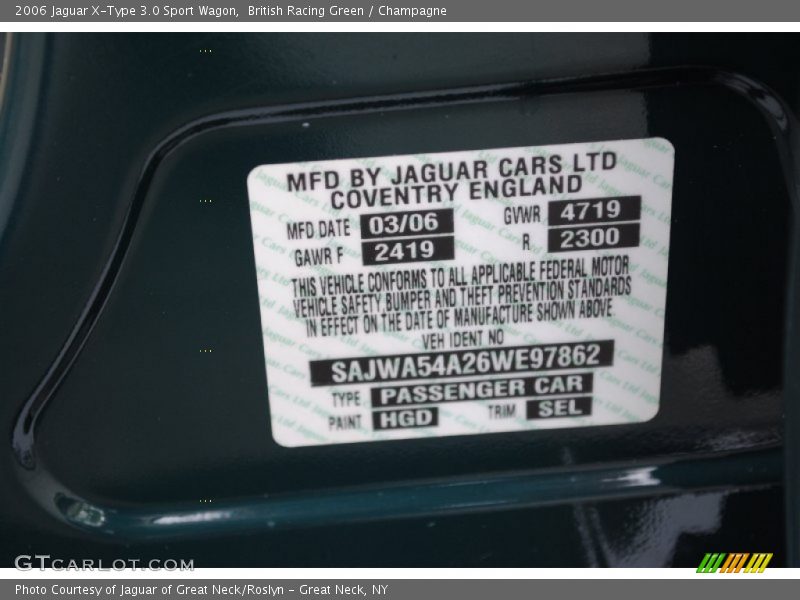 2006 Jaguar X-Type 3.0 Sport Wagon, British Racing Green / Champagne
MFD BY JAGUAR CARS LTD
COVENTRY ENGLAND
MFD DATE 03/06 GVWR 4719
GAWR F 2419 R 2300
THIS VEHICLE CONFORMS TO ALL APPLICABLE FEDERAL MOTOR
VEHICLE SAFETY BUMPER AND THEFT PREVENTION STANDARDS
IN EFFECT ON THE DATE OF MANUFACTURE SHOWN ABOVE
VEH IDENT NO
SAJWA54A26WE97862
TYPE PASSENGER CAR
PAINT HGD TRIM SEL
GTCARLOT.COM
Photo Courtesy of Jaguar of Great Neck/Roslyn - Great Neck, NY